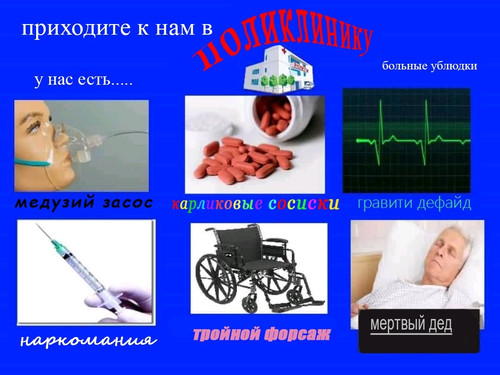 приходите к нам в
поликлинику
больные ублюдки
у нас есть.....
медузий засос
карликовые сосиски
гравити дефайд
наркомания
тройной форсаж
мертвый дед